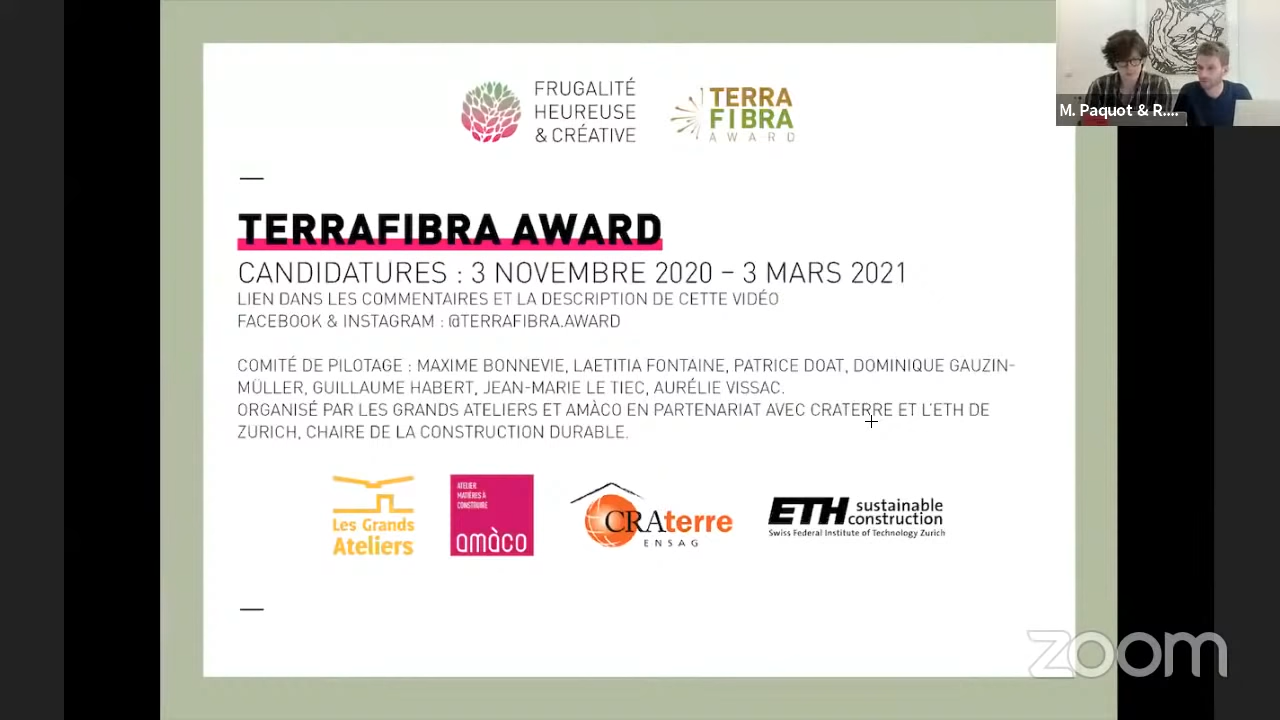 FRUGALITÉ
HEUREUSE
& CRÉATIVE
TERRA
FIBRA
AWARD
M. Paquot & R....
TERRAFIBRA AWARD
CANDIDATURES : 3 NOVEMBRE 2020 – 3 MARS 2021
LIEN DANS LES COMMENTAIRES ET LA DESCRIPTION DE CETTE VIDÉO
FACEBOOK & INSTAGRAM : @TERRAFIBRA.AWARD
COMITÉ DE PILOTAGE : MAXIME BONNEVIE, LAETITIA FONTAINE, PATRICE DOAT, DOMINIQUE GAUZIN-
MÜLLER, GUILLAUME HABERT, JEAN-MARIE LE TIEC, AURÉLIE VISSAC.
ORGANISÉ PAR LES GRANDS ATELIERS ET AMÀCO EN PARTENARIAT AVEC CRATERRE ET L'ETH DE
ZURICH, CHAIRE DE LA CONSTRUCTION DURABLE.
Les Grands
Ateliers
ATELIER
MATIÈRES À
CONSTRUIRE
amàco
CRAterre
ENSAG
ETH sustainable
construction
Swiss Federal Institute of Technology Zurich
zoom